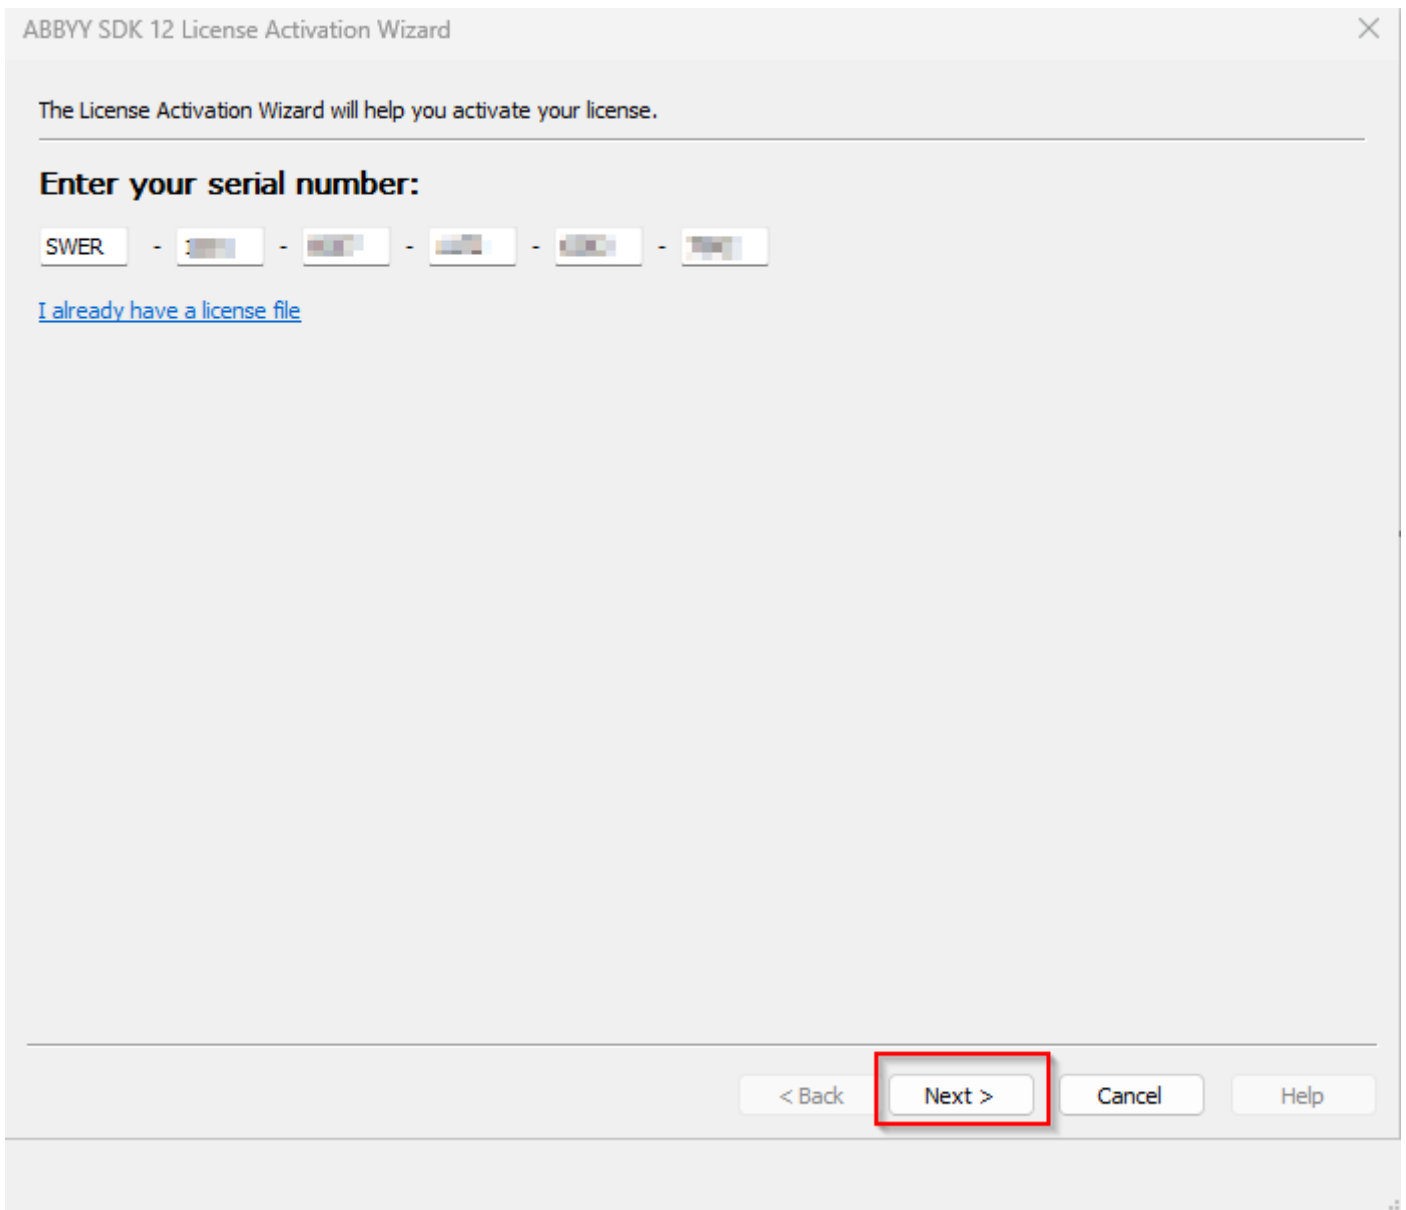 ABBYY SDK 12 License Activation Wizard
The License Activation Wizard will help you activate your license.
Enter your serial number:
SWER - - - - -
I already have a license file
< Back Next > Cancel Help